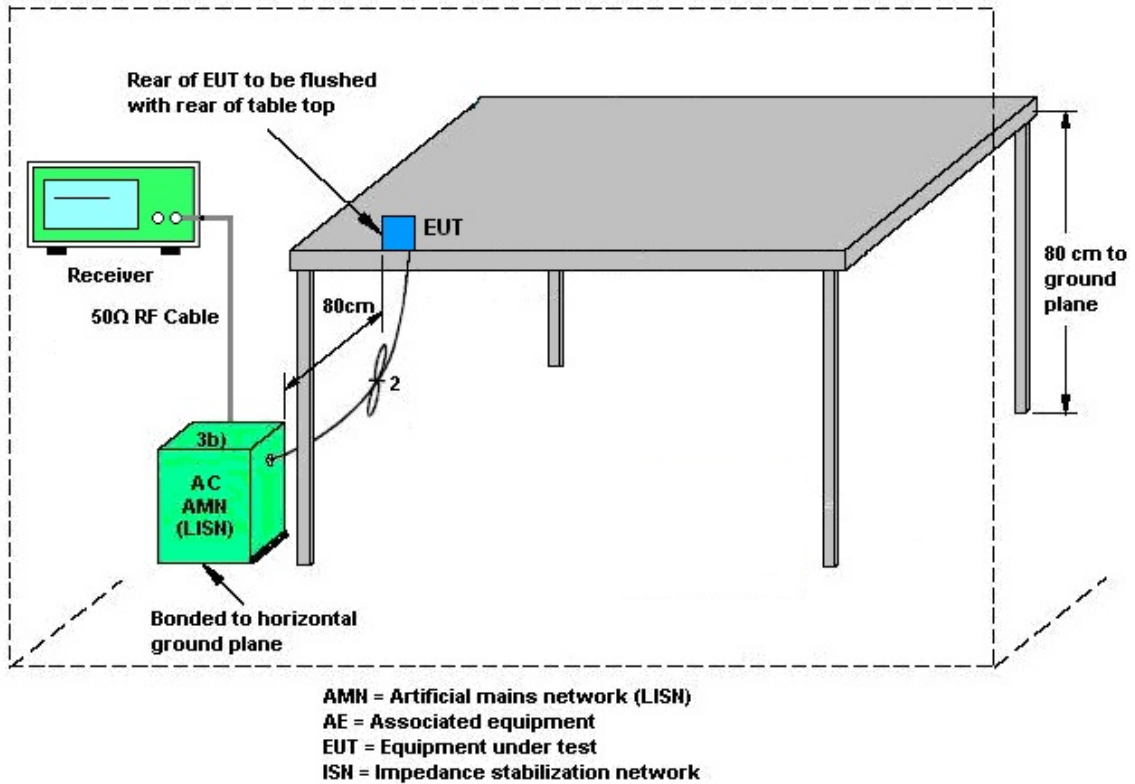 Rear of EUT to be flushed
with rear of table top
EUT
Receiver
50Ω RF Cable
80cm
80 cm to
ground
plane
2
3b)
AC
AMN
(LISN)
Bonded to horizontal
ground plane
AMN = Artificial mains network (LISN)
AE = Associated equipment
EUT = Equipment under test
ISN = Impedance stabilization network